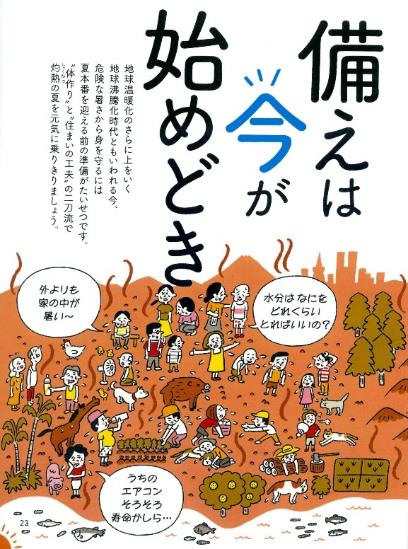 備えは
今が
始めどき
地球温暖化のさらに上をいく
地球沸騰化時代ともいわれる今、
危険な暑さから身を守るには
夏本番を迎える前の準備がたいせつです。
“体作り”と“住まいの工夫”の二刀流で
灼熱の夏を元気に乗りきりましょう。
外よりも
家の中が
暑い〜
水分はなにを
どれくらい
とればいいの?
うちの
エアコン
そろそろ
寿命かしら…
23